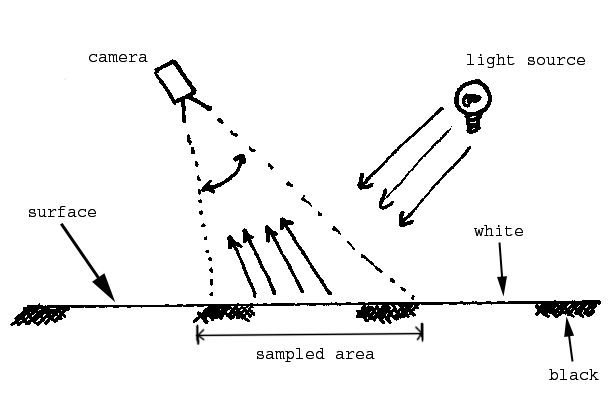 camera
light source
surface
white
sampled area
black